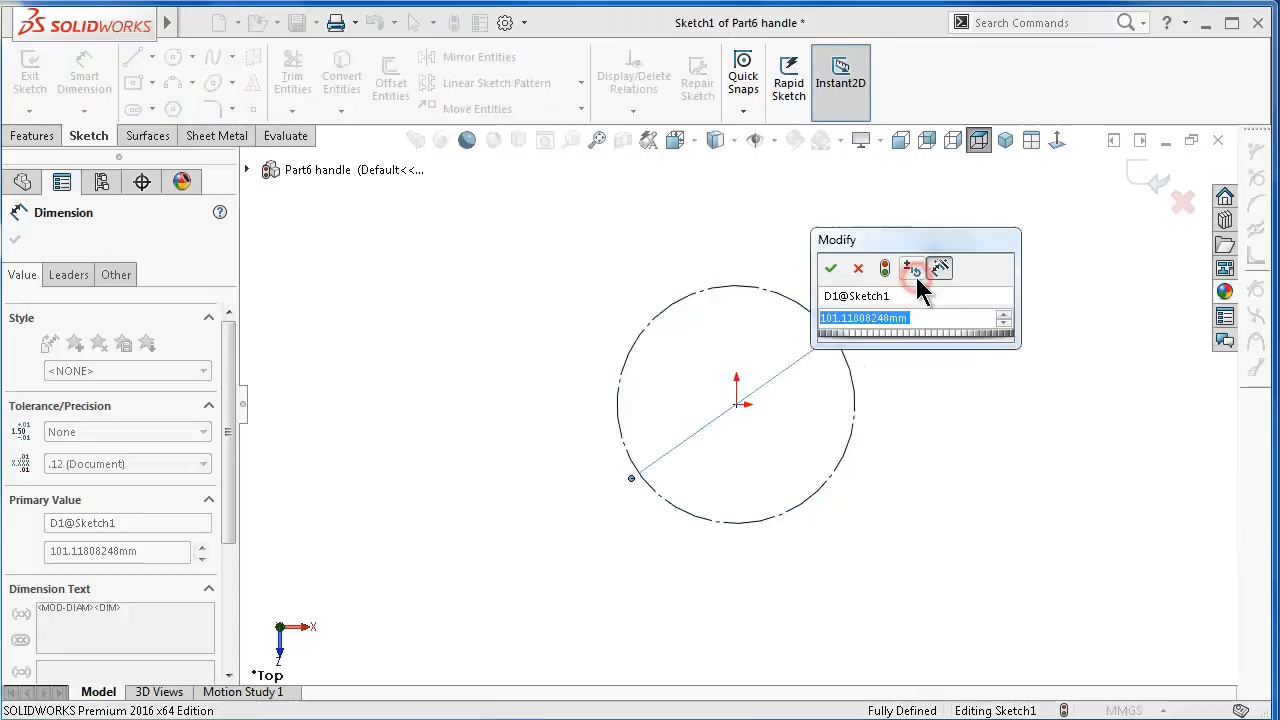 SOLIDWORKS
Sketch1 of Part6 handle *
Search Commands
?
Exit Sketch
Smart Dimension
Trim Entities
Convert Entities
Offset Entities
Mirror Entities
Linear Sketch Pattern
Move Entities
Display/Delete Relations
Repair Sketch
Quick Snaps
Rapid Sketch
Instant2D
Features
Sketch
Surfaces
Sheet Metal
Evaluate
Part6 handle (Default<<...
Dimension
?
Value
Leaders
Other
Style
<NONE>
Tolerance/Precision
None
.12 (Document)
Primary Value
D1@Sketch1
101.11808248mm
Dimension Text
<MOD-DIAM><DIM>
Modify
D1@Sketch1
101.11808248mm
X
Z
*Top
Model
3D Views
Motion Study 1
SOLIDWORKS Premium 2016 x64 Edition
Fully Defined
Editing Sketch1
MMGS